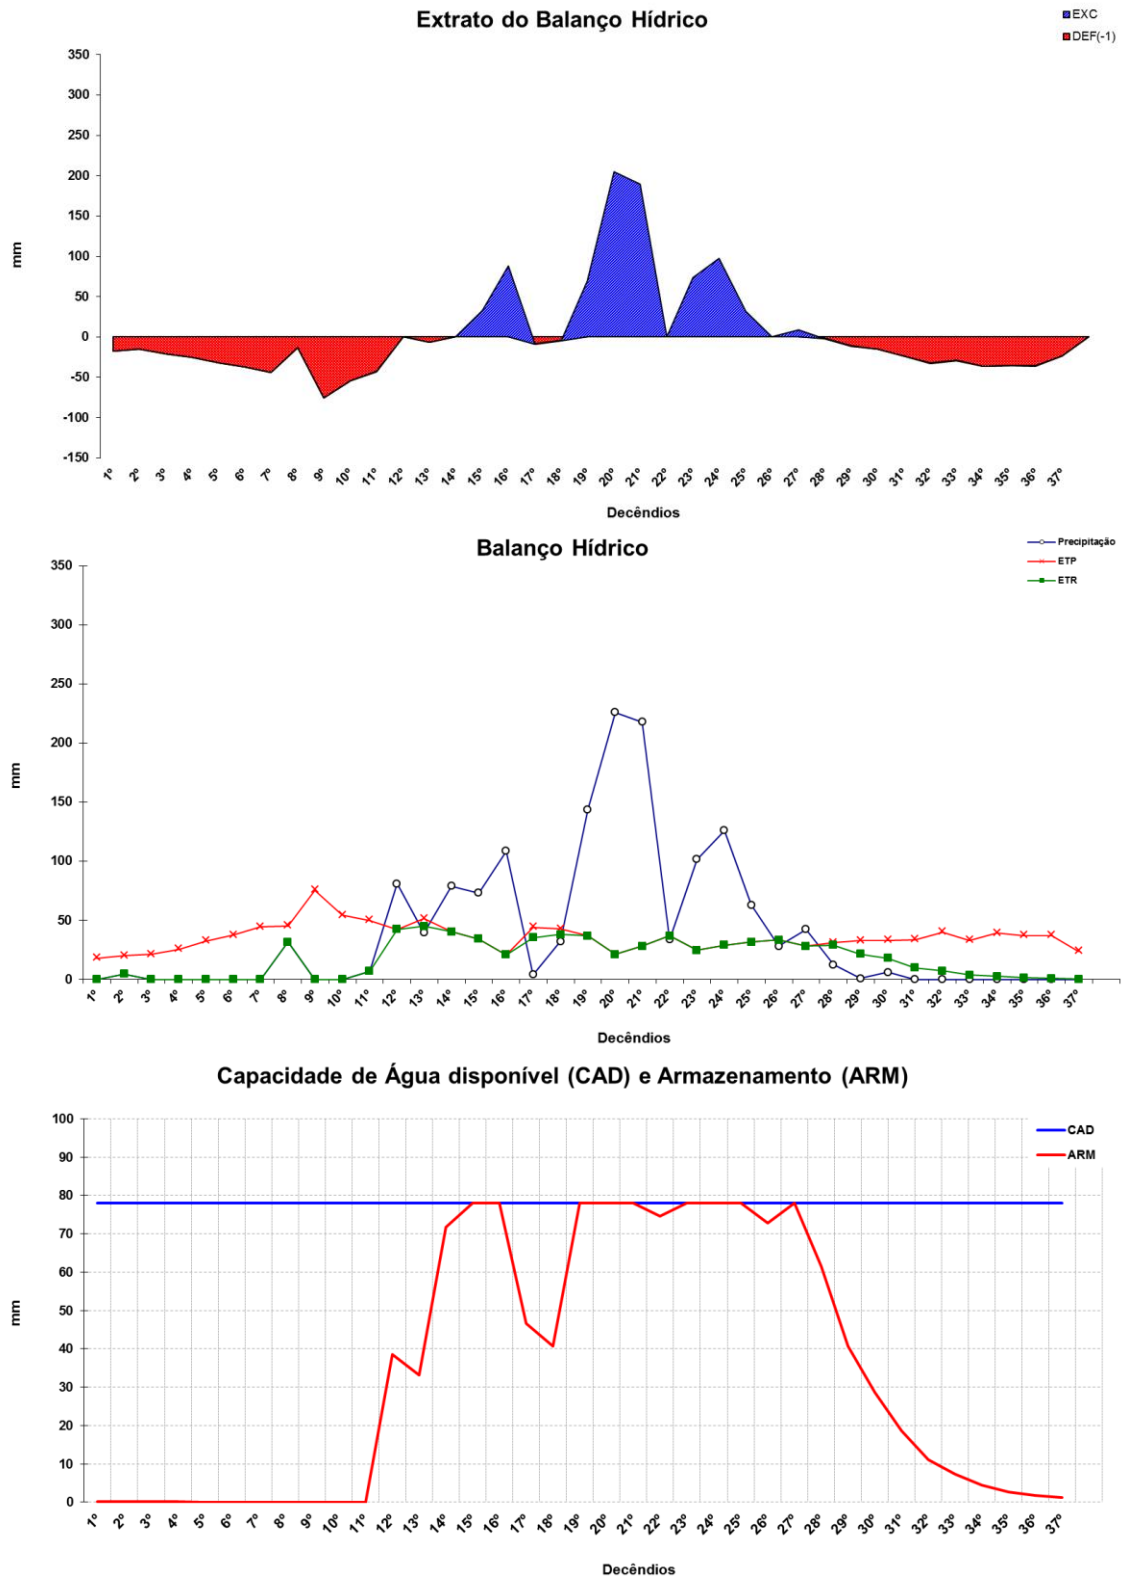 Extrato do Balanço Hídrico
EXC
DEF(-1)
350
300
250
200
150
100
50
0
-50
-100
-150
mm
1º 2º 3º 4º 5º 6º 7º 8º 9º 10º 11º 12º 13º 14º 15º 16º 17º 18º 19º 20º 21º 22º 23º 24º 25º 26º 27º 28º 29º 30º 31º 32º 33º 34º 35º 36º 37º
Decêndios
Balanço Hídrico
Precipitação
ETP
ETR
350
300
250
200
150
100
50
0
mm
1º 2º 3º 4º 5º 6º 7º 8º 9º 10º 11º 12º 13º 14º 15º 16º 17º 18º 19º 20º 21º 22º 23º 24º 25º 26º 27º 28º 29º 30º 31º 32º 33º 34º 35º 36º 37º
Decêndios
Capacidade de Água disponível (CAD) e Armazenamento (ARM)
CAD
ARM
100
90
80
70
60
50
40
30
20
10
0
mm
1º 2º 3º 4º 5º 6º 7º 8º 9º 10º 11º 12º 13º 14º 15º 16º 17º 18º 19º 20º 21º 22º 23º 24º 25º 26º 27º 28º 29º 30º 31º 32º 33º 34º 35º 36º 37º
Decêndios